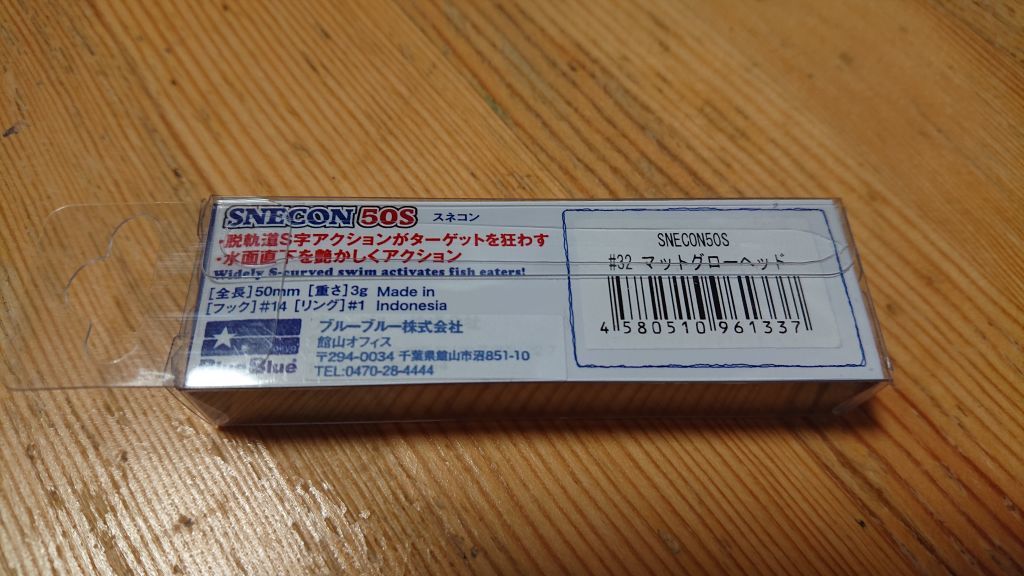 SNECON 50S スネコン
・脱軌道S字アクションがターゲットを狂わす
・水面直下を艶かしくアクション
Widely S-curved swim activates fish eaters!
[全長]50mm [重さ]3g Made in
[フック]#14 [リング]#1 Indonesia
BlueBlue
ブルーブルー株式会社
館山オフィス
〒294-0034 千葉県館山市沼851-10
TEL:0470-28-4444
SNECON50S
#32 マットグローヘッド
4 580510 961337